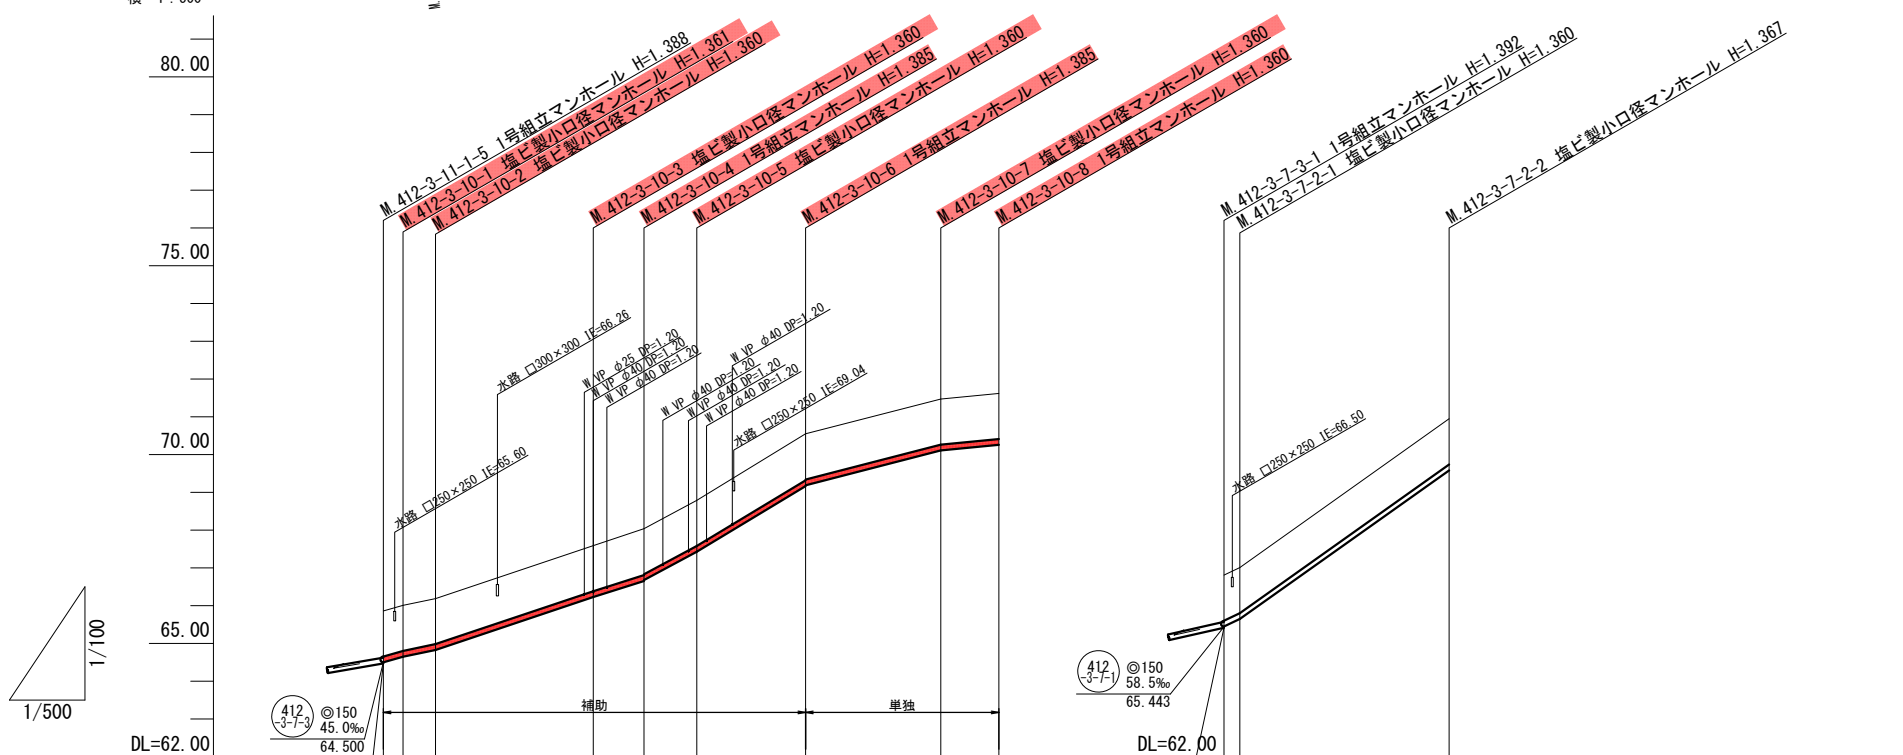 80.00
75.00
70.00
65.00
DL=62.00
1/100
1/500
M.412-3-11-1-5 1号組立マンホール H=1.388
M.412-3-10-1 塩ビ製小口径マンホール H=1.361
M.412-3-10-2 塩ビ製小口径マンホール H=1.360
M.412-3-10-3 塩ビ製小口径マンホール H=1.360
M.412-3-10-4 1号組立マンホール H=1.385
M.412-3-10-5 塩ビ製小口径マンホール H=1.360
M.412-3-10-6 1号組立マンホール H=1.385
M.412-3-10-7 塩ビ製小口径マンホール H=1.360
M.412-3-10-8 1号組立マンホール H=1.360
水路 □250×250 IE=65.60
水路 □300×300 IE=66.26
W VP φ25 DP=1.20
W VP φ40 DP=1.20
W VP φ40 DP=1.20
W VP φ40 DP=1.20
W VP φ40 DP=1.20
W VP φ40 DP=1.20
W VP φ40 DP=1.20
水路 □250×250 IE=69.04
補助
単独
412
-3-7-3
◎150
45.0‰
64.500
M.412-3-7-3-1 1号組立マンホール H=1.392
M.412-3-7-2-1 塩ビ製小口径マンホール H=1.360
M.412-3-7-2-2 塩ビ製小口径マンホール H=1.367
水路 □250×250 IE=66.50
412
-3-7-1
◎150
58.5‰
65.443
DL=62.00